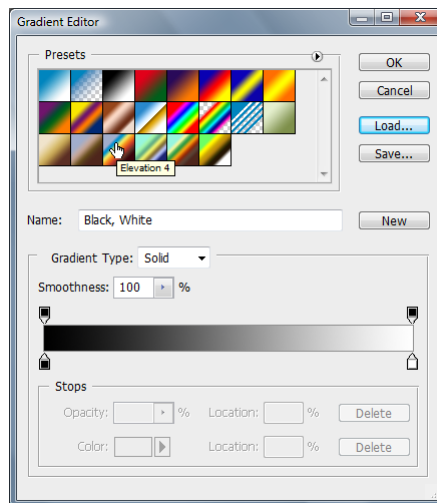 Gradient Editor
Presets
OK
Cancel
Load...
Save...
Elevation 4
Name: Black, White
New
Gradient Type: Solid
Smoothness: 100 %
Stops
Opacity: % Location: % Delete
Color: Location: % Delete